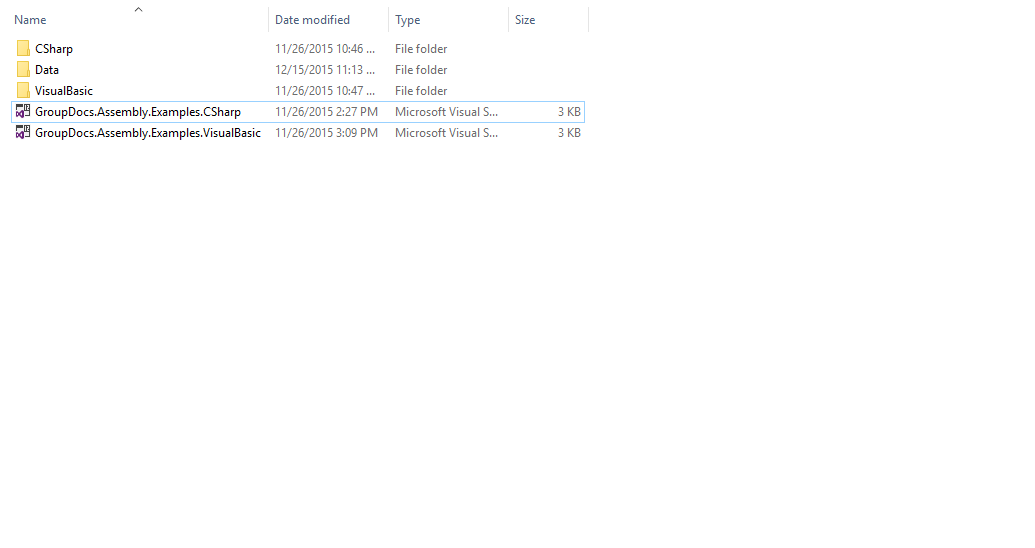 Name Date modified Type Size
CSharp 11/26/2015 10:46 ... File folder
Data 12/15/2015 11:13 ... File folder
VisualBasic 11/26/2015 10:47 ... File folder
GroupDocs.Assembly.Examples.CSharp 11/26/2015 2:27 PM Microsoft Visual S... 3 KB
GroupDocs.Assembly.Examples.VisualBasic 11/26/2015 3:09 PM Microsoft Visual S... 3 KB